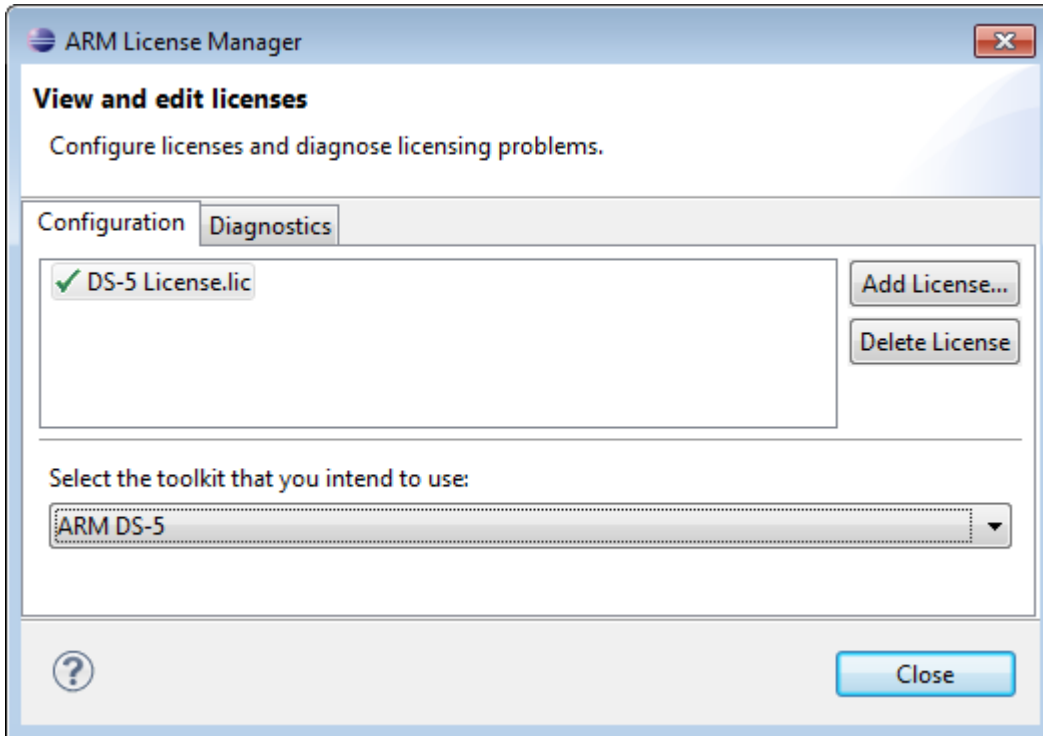 ARM License Manager
View and edit licenses
Configure licenses and diagnose licensing problems.
Configuration
Diagnostics
DS-5 License.lic
Add License...
Delete License
Select the toolkit that you intend to use:
ARM DS-5
?
Close